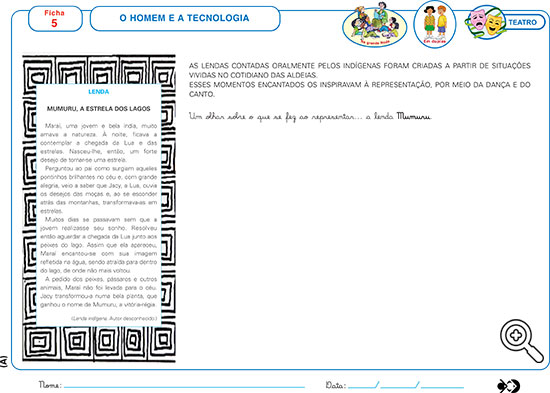 Ficha
5
O HOMEM E A TECNOLOGIA
Na grande Roda
Em duplas
TEATRO
LENDA
MUMURU, A ESTRELA DOS LAGOS
Maraí, uma jovem e bela índia, muito
amava a natureza. À noite, ficava a
contemplar a chegada da Lua e das
estrelas. Nasceu-lhe, então, um forte
desejo de tornar-se uma estrela.
Perguntou ao pai como surgiam aqueles
pontinhos brilhantes no céu e, com grande
alegria, veio a saber que Jacy, a Lua, ouvia
os desejos das moças e, ao se esconder
atrás das montanhas, transformava-as em
estrelas.
Muitos dias se passavam sem que a
jovem realizasse seu sonho. Resolveu
então aguardar a chegada da Lua junto aos
peixes do lago. Assim que ela apareceu,
Maraí encantou-se com sua imagem
refletida na água, sendo atraída para dentro
do lago, de onde não mais voltou.
A pedido dos peixes, pássaros e outros
animais, Maraí não foi levada para o céu.
Jacy transformou-a numa bela planta, que
ganhou o nome de Mumuru, a vitória-régia.
(Lenda indígena. Autor desconhecido.)
AS LENDAS CONTADAS ORALMENTE PELOS INDÍGENAS FORAM CRIADAS A PARTIR DE SITUAÇÕES
VIVIDAS NO COTIDIANO DAS ALDEIAS.
ESSES MOMENTOS ENCANTADOS OS INSPIRAVAM À REPRESENTAÇÃO, POR MEIO DA DANÇA E DO
CANTO.
Um olhar sobre o que se fez ao representar... a lenda Mumuru.
(A)
Nome:
Data: / /